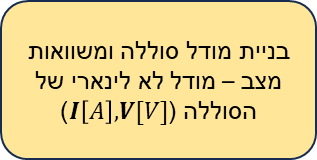 בניית מודל סוללה ומשוואות
מצב – מודל לא לינארי של
הסוללה (I[A],V[V])